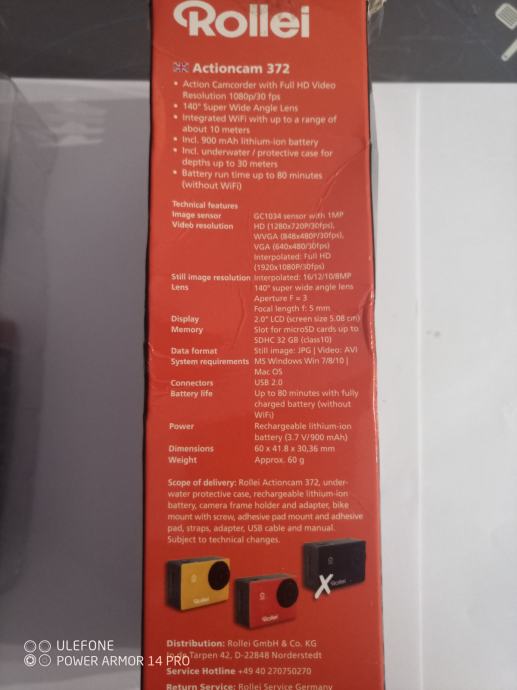 Rollei
Actioncam 372
• Action Camcorder with Full HD Video
Resolution 1080p/30 fps
• 140° Super Wide Angle Lens
• Integrated WiFi with up to a range of
about 10 meters
• Incl. 900 mAh lithium-ion battery
• Incl. underwater / protective case for
depths up to 30 meters
• Battery run time up to 80 minutes
(without WiFi)
Technical features
Image sensor GC1034 sensor with 1MP
Video resolution HD (1280x720P/30fps),
WVGA (848x480P/30fps),
VGA (640x480/30fps)
Interpolated: Full HD
(1920x1080P/30fps)
Still image resolution Interpolated: 16/12/10/8MP
Lens 140° super wide angle lens
Aperture F = 3
Focal length f: 5 mm
Display 2.0" LCD (screen size 5.08 cm)
Memory Slot for microSD cards up to
SDHC 32 GB (class10)
Data format Still image: JPG | Video: AVI
System requirements MS Windows Win 7/8/10 |
Mac OS
Connectors USB 2.0
Battery life Up to 80 minutes with fully
charged battery (without
WiFi)
Power Rechargeable lithium-ion
battery (3.7 V/900 mAh)
Dimensions 60 x 41.8 x 30,36 mm
Weight Approx. 60 g
Scope of delivery: Rollei Actioncam 372, under-
water protective case, rechargeable lithium-ion
battery, camera frame holder and adapter, bike
mount with screw, adhesive pad mount and adhesive
pad, straps, adapter, USB cable and manual.
Subject to technical changes.
Rollei
Rollei
Rollei
X
Distribution: Rollei GmbH & Co. KG
In de Tarpen 42, D-22848 Norderstedt
Service Hotline +49 40 270750270
Return Service: Rollei Service Germany
ULEFONE
POWER ARMOR 14 PRO